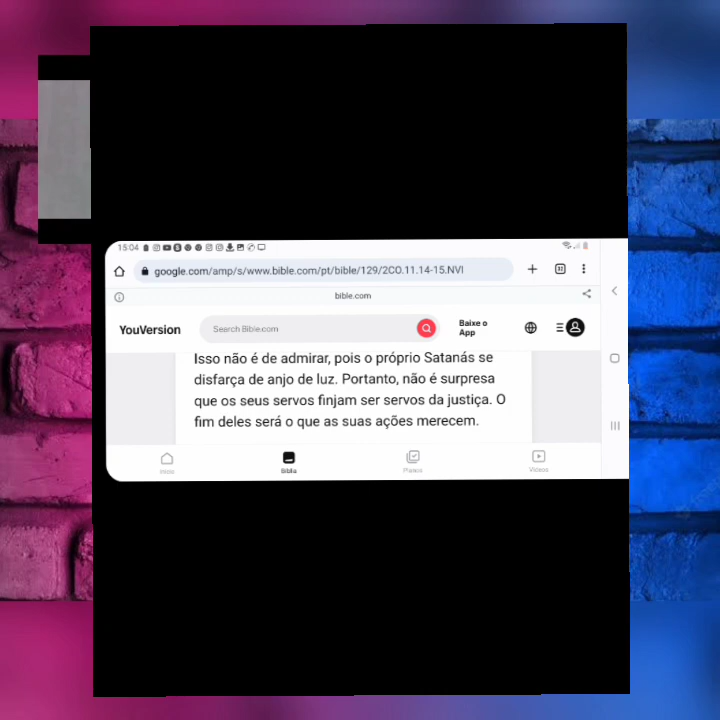 15:04
google.com/amp/s/www.bible.com/pt/bible/129/2CO.11.14-15.NVI
bible.com
YouVersion
Search Bible.com
Baixe o
App
Isso não é de admirar, pois o próprio Satanás se
disfarça de anjo de luz. Portanto, não é surpresa
que os seus servos finjam ser servos da justiça. O
fim deles será o que as suas ações merecem.
Início
Bíblia
Planos
Vídeos